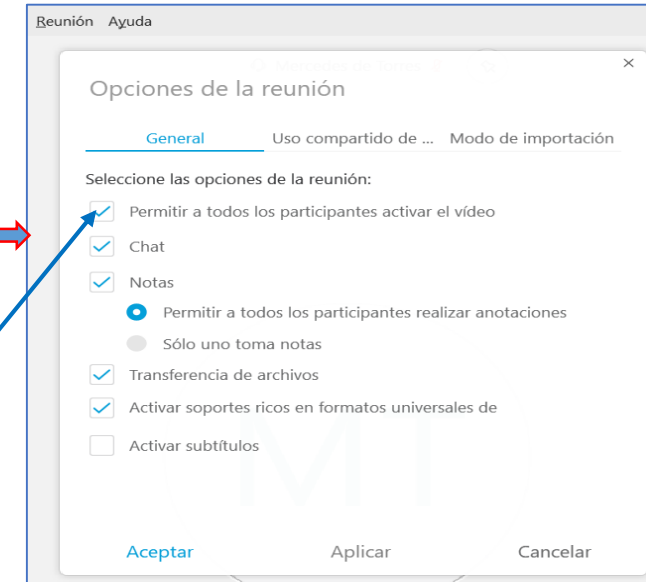 Reunión Ayuda
Opciones de la reunión
General Uso compartido de ... Modo de importación
Seleccione las opciones de la reunión:
Permitir a todos los participantes activar el vídeo
Chat
Notas
Permitir a todos los participantes realizar anotaciones
Sólo uno toma notas
Transferencia de archivos
Activar soportes ricos en formatos universales de
Activar subtítulos
MT
Aceptar Aplicar Cancelar